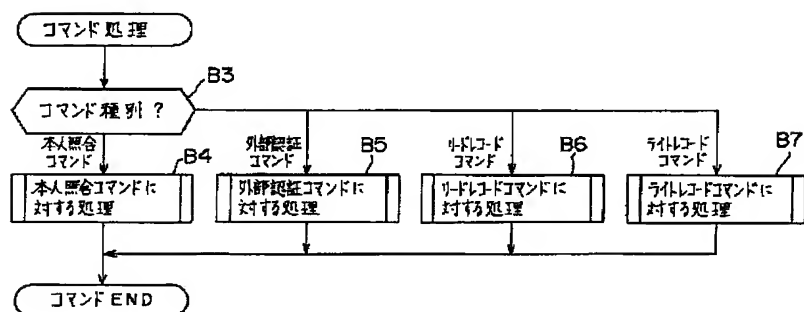 コマンド処理
B3
コマンド種別?
本人照合
コマンド
B4
外部認証
コマンド
B5
リードレコード
コマンド
B6
ライトレコード
コマンド
B7
本人照合コマンドに
対する処理
外部認証コマンドに
対する処理
リードレコードコマンドに
対する処理
ライトレコードコマンドに
対する処理
コマンドEND